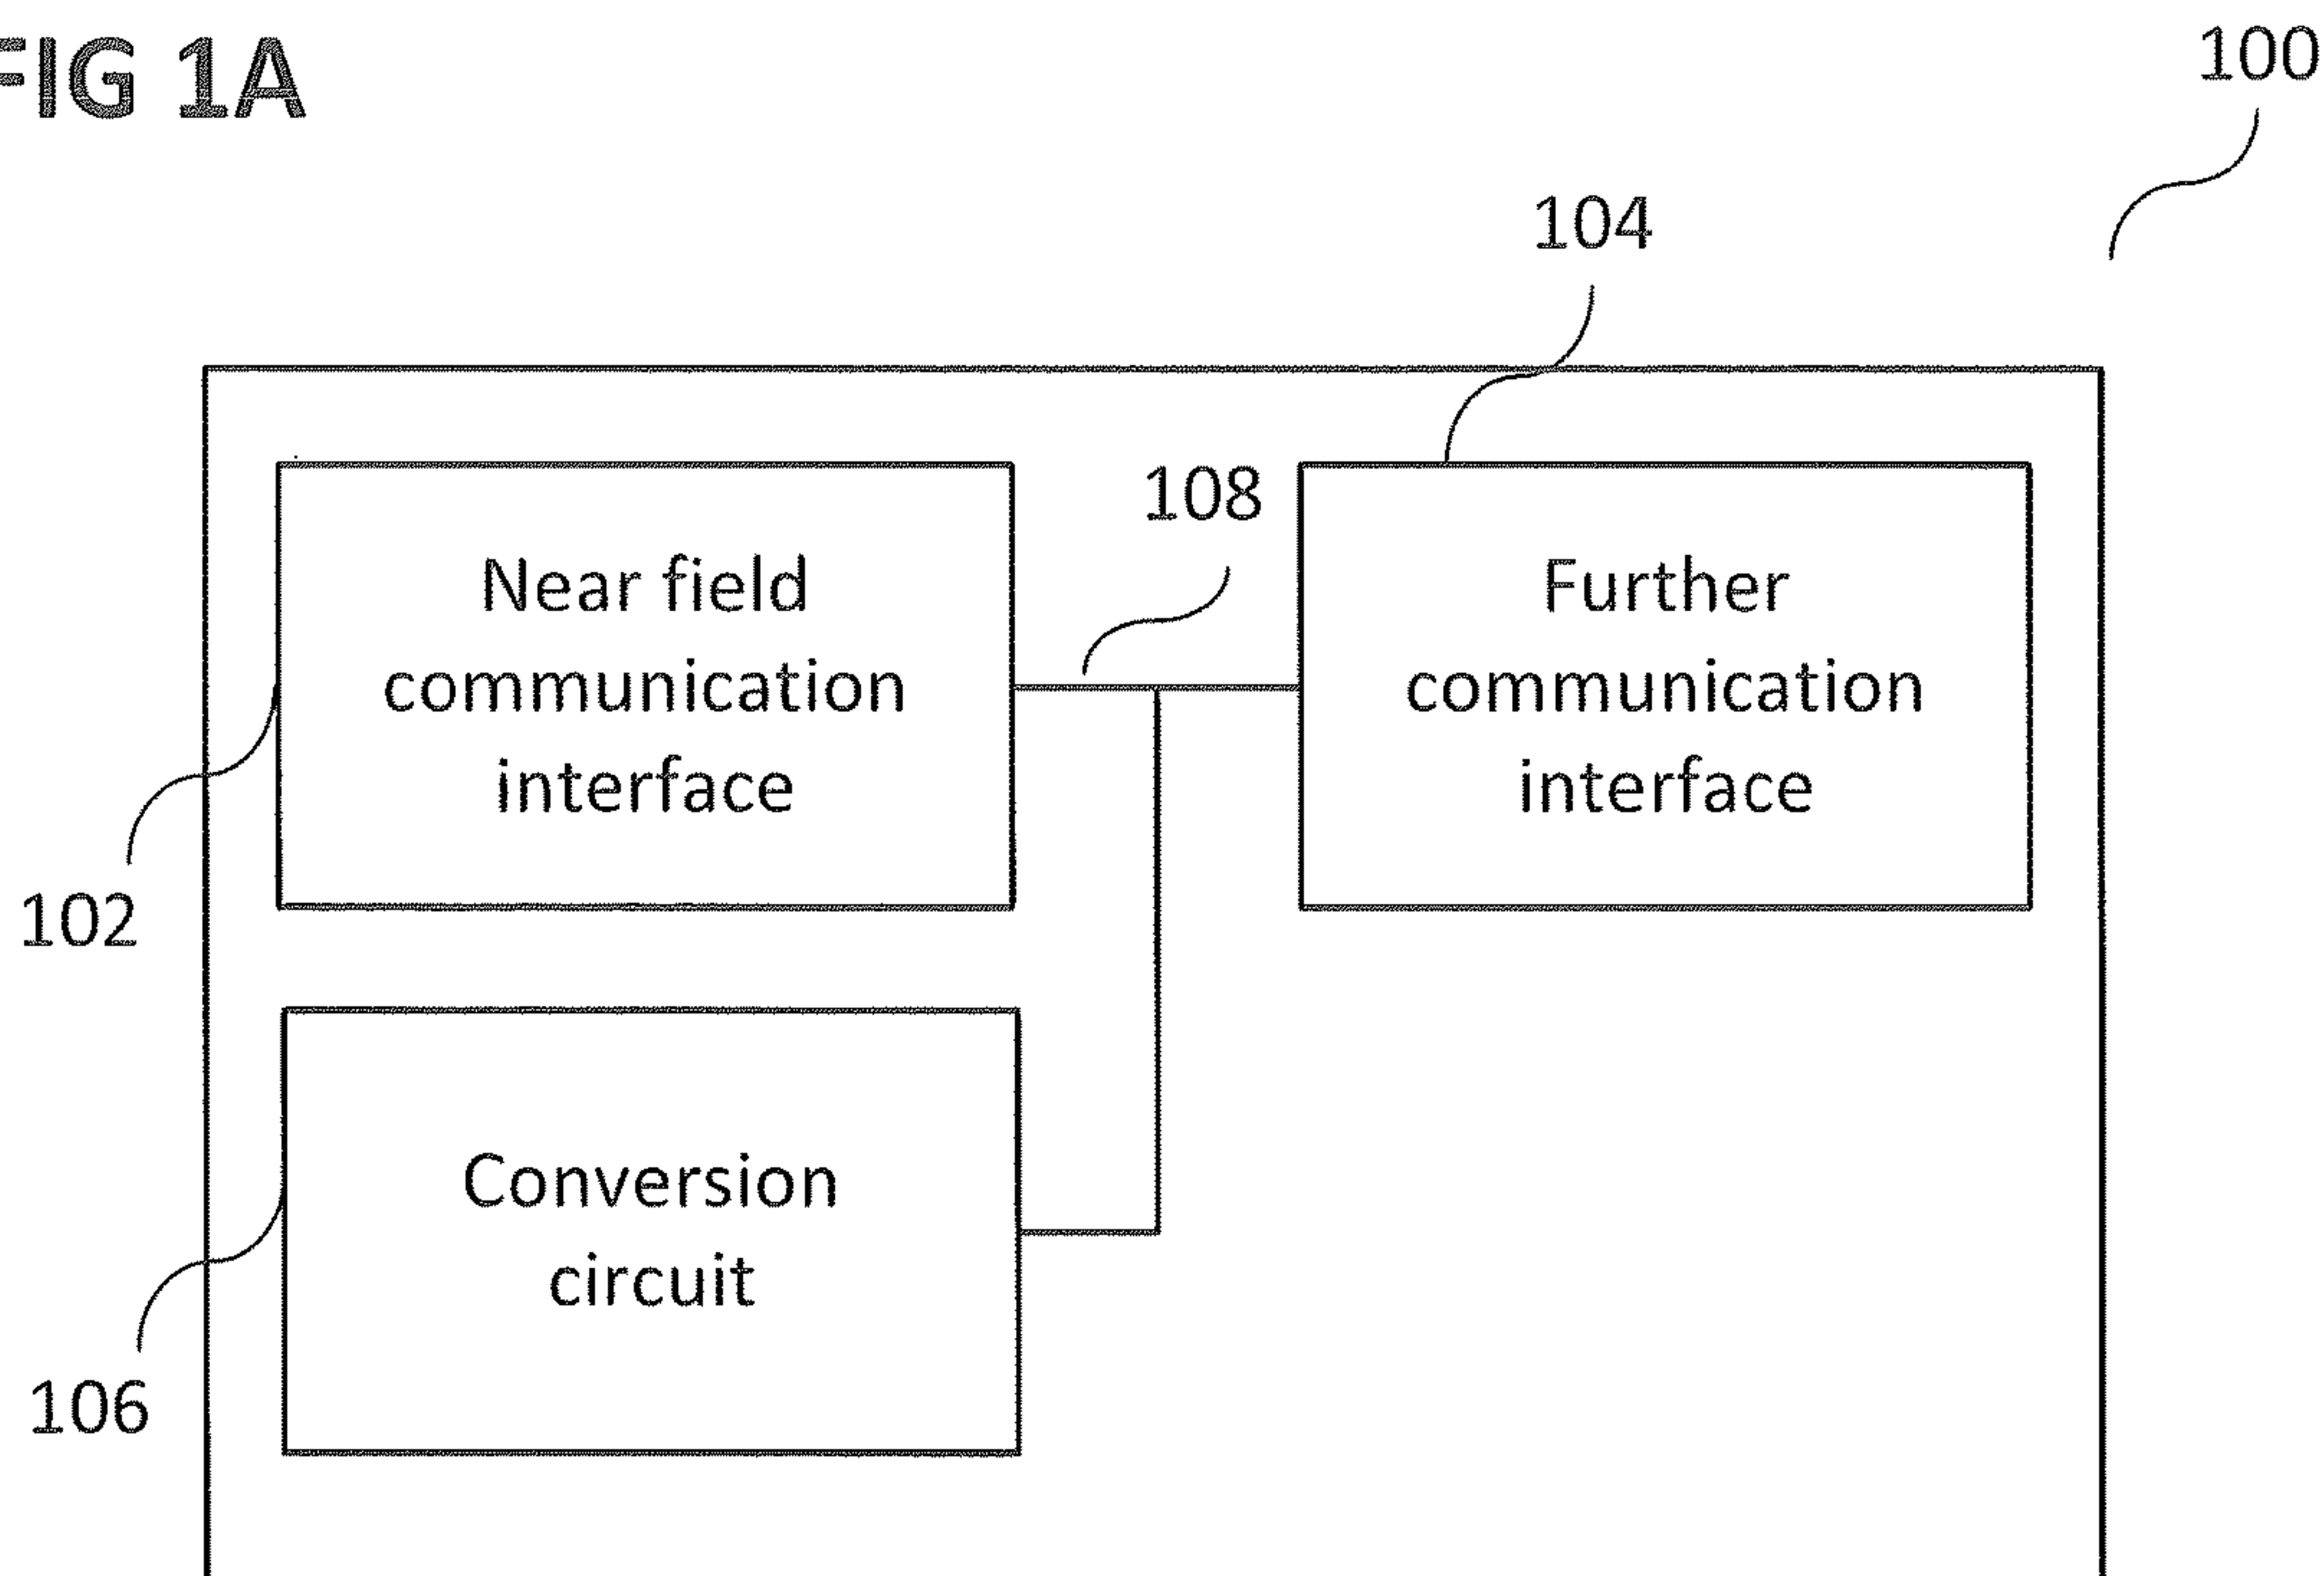 FIG 1A
100
104
108
Near field
communication
interface
Further
communication
interface
102
Conversion
circuit
106